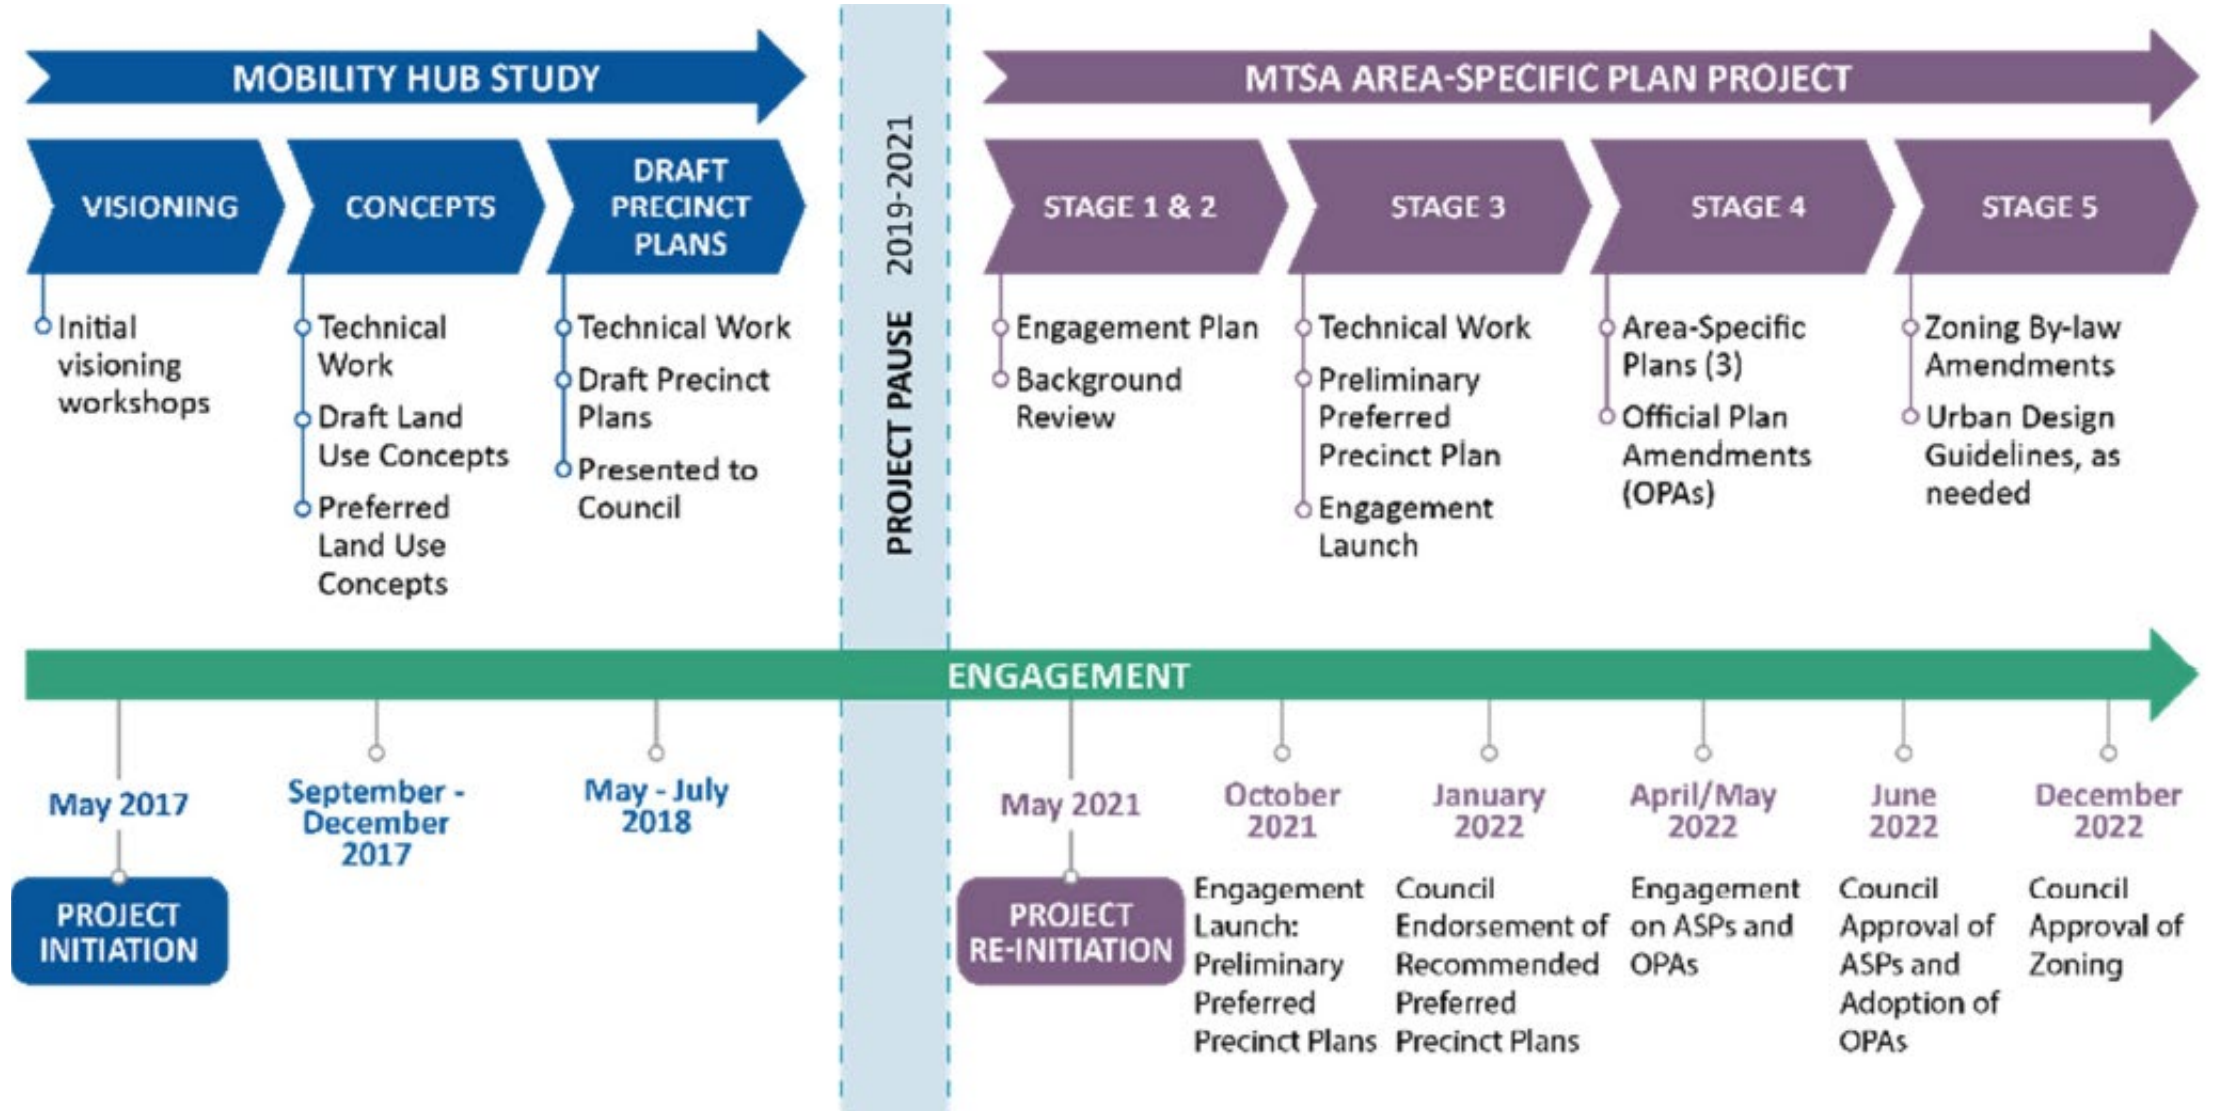 MOBILITY HUB STUDY
VISIONING
CONCEPTS
DRAFT
PRECINCT
PLANS
Initial
visioning
workshops
Technical
Work
Draft Land
Use Concepts
Preferred
Land Use
Concepts
Technical Work
Draft Precinct
Plans
Presented to
Council
PROJECT PAUSE 2019-2021
MTSA AREA-SPECIFIC PLAN PROJECT
STAGE 1 & 2
STAGE 3
STAGE 4
STAGE 5
Engagement Plan
Background
Review
Technical Work
Preliminary
Preferred
Precinct Plan
Engagement
Launch
Area-Specific
Plans (3)
Official Plan
Amendments
(OPAs)
Zoning By-law
Amendments
Urban Design
Guidelines, as
needed
ENGAGEMENT
May 2017
PROJECT
INITIATION
September -
December
2017
May - July
2018
May 2021
PROJECT
RE-INITIATION
October
2021
Engagement
Launch:
Preliminary
Preferred
Precinct Plans
January
2022
Council
Endorsement of
Recommended
Preferred
Precinct Plans
April/May
2022
Engagement
on ASPs and
OPAs
June
2022
Council
Approval of
ASPs and
Adoption of
OPAs
December
2022
Council
Approval of
Zoning